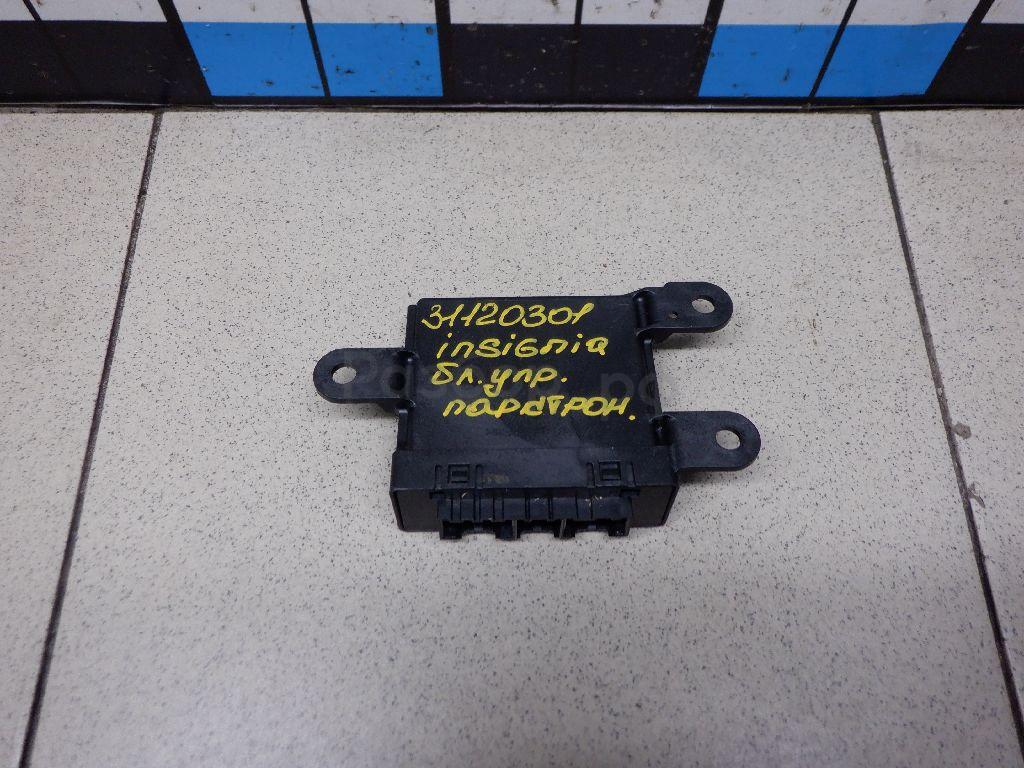 31120301
insignia
бл. упр.
парктрон.